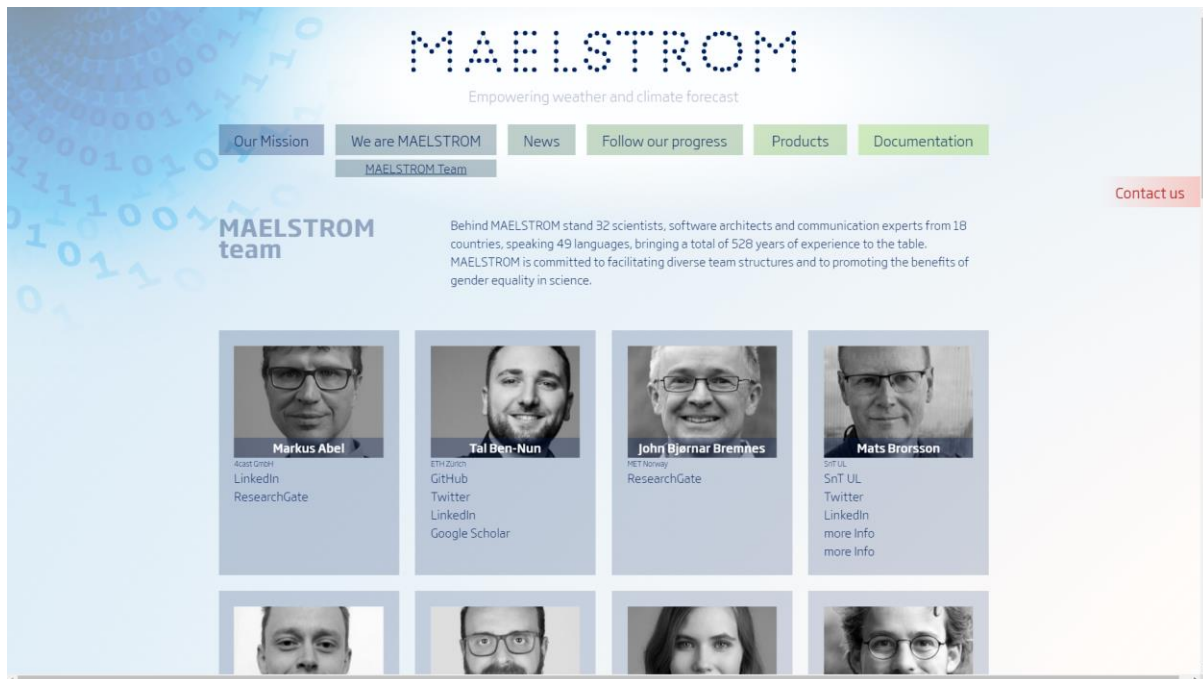 MAELSTROM
Empowering weather and climate forecast
Our Mission
We are MAELSTROM
News
Follow our progress
Products
Documentation
MAELSTROM Team
Contact us
MAELSTROM
team
Behind MAELSTROM stand 32 scientists, software architects and communication experts from 18
countries, speaking 49 languages, bringing a total of 528 years of experience to the table.
MAELSTROM is committed to facilitating diverse team structures and to promoting the benefits of
gender equality in science.
Markus Abel
4cast GmbH
LinkedIn
ResearchGate
Tal Ben-Nun
ETH Zürich
GitHub
Twitter
LinkedIn
Google Scholar
John Bjørnar Bremnes
MET Norway
ResearchGate
Mats Brorsson
SnT UL
SnT UL
Twitter
LinkedIn
more Info
more Info